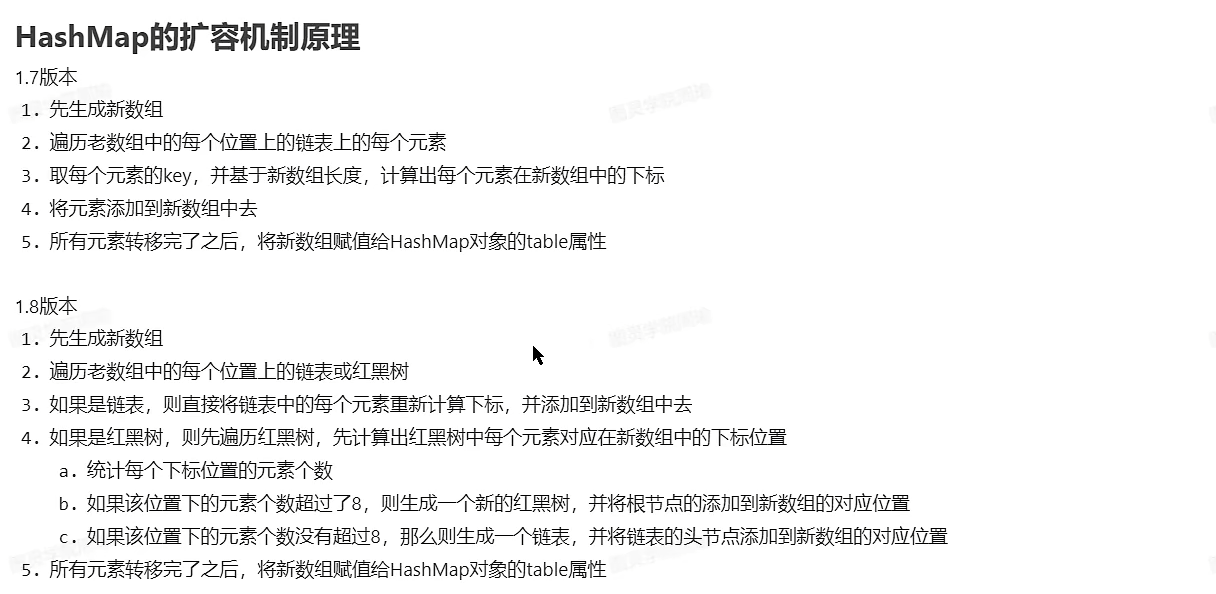 HashMap的扩容机制原理
1.7版本
1. 先生成新数组
2. 遍历老数组中的每个位置上的链表上的每个元素
3. 取每个元素的key，并基于新数组长度，计算出每个元素在新数组中的下标
4. 将元素添加到新数组中去
5. 所有元素转移完了之后，将新数组赋值给HashMap对象的table属性
1.8版本
1. 先生成新数组
2. 遍历老数组中的每个位置上的链表或红黑树
3. 如果是链表，则直接将链表中的每个元素重新计算下标，并添加到新数组中去
4. 如果是红黑树，则先遍历红黑树，先计算出红黑树中每个元素对应在新数组中的下标位置
a. 统计每个下标位置的元素个数
b. 如果该位置下的元素个数超过了8，则生成一个新的红黑树，并将根节点的添加到新数组的对应位置
c. 如果该位置下的元素个数没有超过8，那么则生成一个链表，并将链表的头节点添加到新数组的对应位置
5. 所有元素转移完了之后，将新数组赋值给HashMap对象的table属性